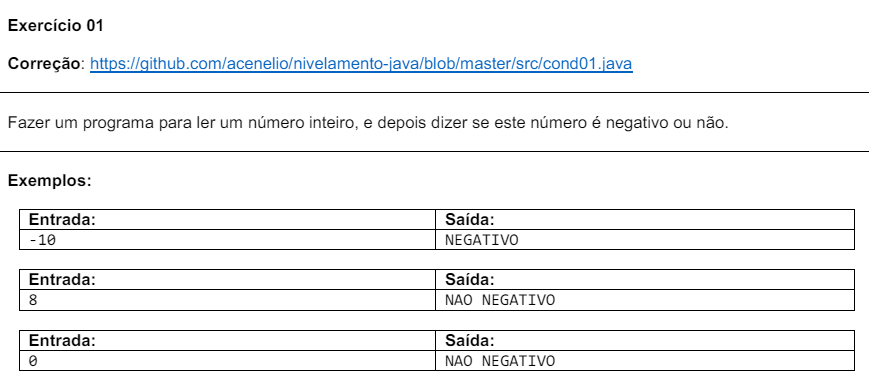 Exercício 01
Correção: https://github.com/acenelio/nivelamento-java/blob/master/src/cond01.java
Fazer um programa para ler um número inteiro, e depois dizer se este número é negativo ou não.
Exemplos:
Entrada: Saída:
-10 NEGATIVO
Entrada: Saída:
8 NAO NEGATIVO
Entrada: Saída:
0 NAO NEGATIVO